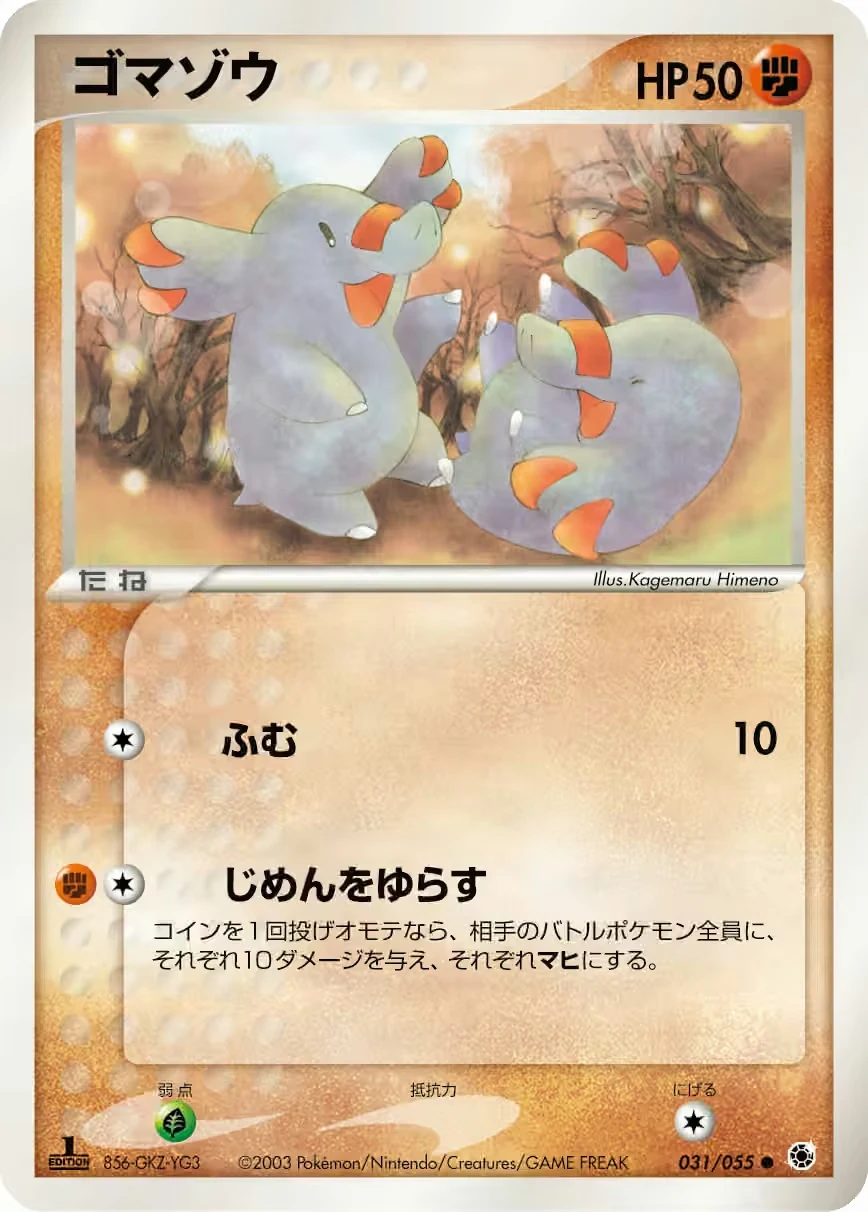 ゴマゾウ HP50
たね Illus.Kagemaru Himeno
ふむ 10
じめんをゆらす
コインを1回投げオモテなら、相手のバトルポケモン全員に、
それぞれ10ダメージを与え、それぞれマヒにする。
弱点 抵抗力 にげる
1 EDITION 856-GKZ-YG3 ©2003 Pokémon/Nintendo/Creatures/GAME FREAK 031/055